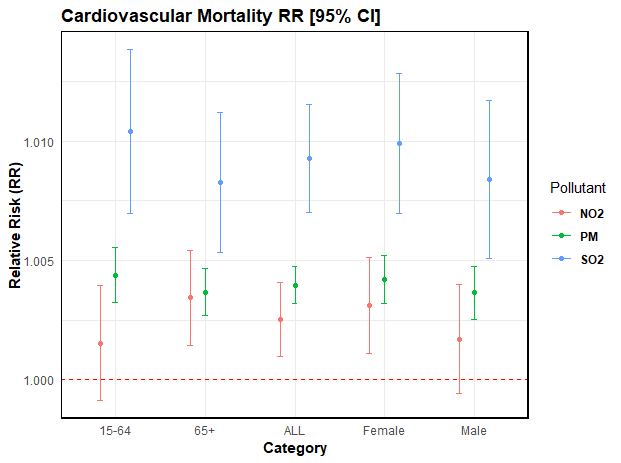 Cardiovascular Mortality RR [95% CI]
Relative Risk (RR)
1.010
1.005
1.000
15-64 65+ ALL Female Male
Category
Pollutant
NO2
PM
SO2